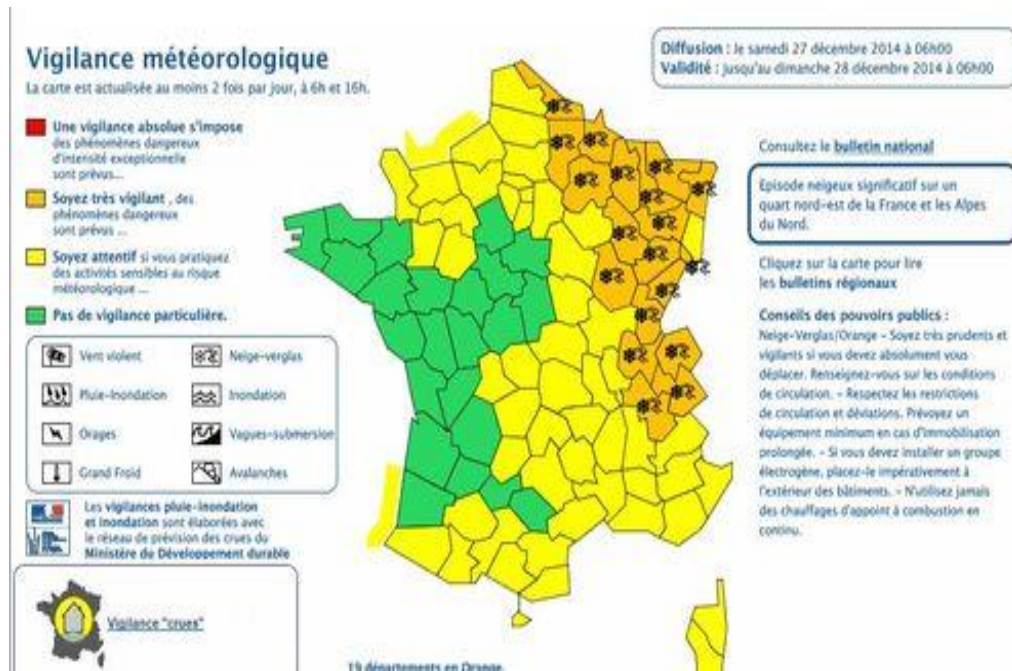 Vigilance météorologique
La carte est actualisée au moins 2 fois par jour, à 6h et 16h.
Diffusion : le samedi 27 décembre 2014 à 06h00
Validité : jusqu'au dimanche 28 décembre 2014 à 06h00
Une vigilance absolue s'impose
des phénomènes dangereux
d'intensité exceptionnelle
sont prévus...
Soyez très vigilant , des
phénomènes dangereux
sont prévus ...
Soyez attentif si vous pratiquez
des activités sensibles au risque
météorologique ...
Pas de vigilance particulière.
Vent violent
Neige-verglas
Pluie-Inondation
Inondation
Orages
Vagues-submersion
Grand Froid
Avalanches
Les vigilances pluie-inondation
et inondation sont élaborées avec
le réseau de prévision des crues du
Ministère du Développement durable
Vigilance "crues"
Consultez le bulletin national
Episode neigeux significatif sur un
quart nord-est de la France et les Alpes
du Nord.
Cliquez sur la carte pour lire
les bulletins régionaux
Conseils des pouvoirs publics :
Neige-Verglas/Orange - Soyez très prudents et
vigilants si vous devez absolument vous
déplacer. Renseignez-vous sur les conditions
de circulation. - Respectez les restrictions
de circulation et déviations. Prévoyez un
équipement minimum en cas d'immobilisation
prolongée. - Si vous devez installer un groupe
électrogène, placez-le impérativement à
l'extérieur des bâtiments. - N'utilisez jamais
des chauffages d'appoint à combustion en
continu.
19 départements en Orange.